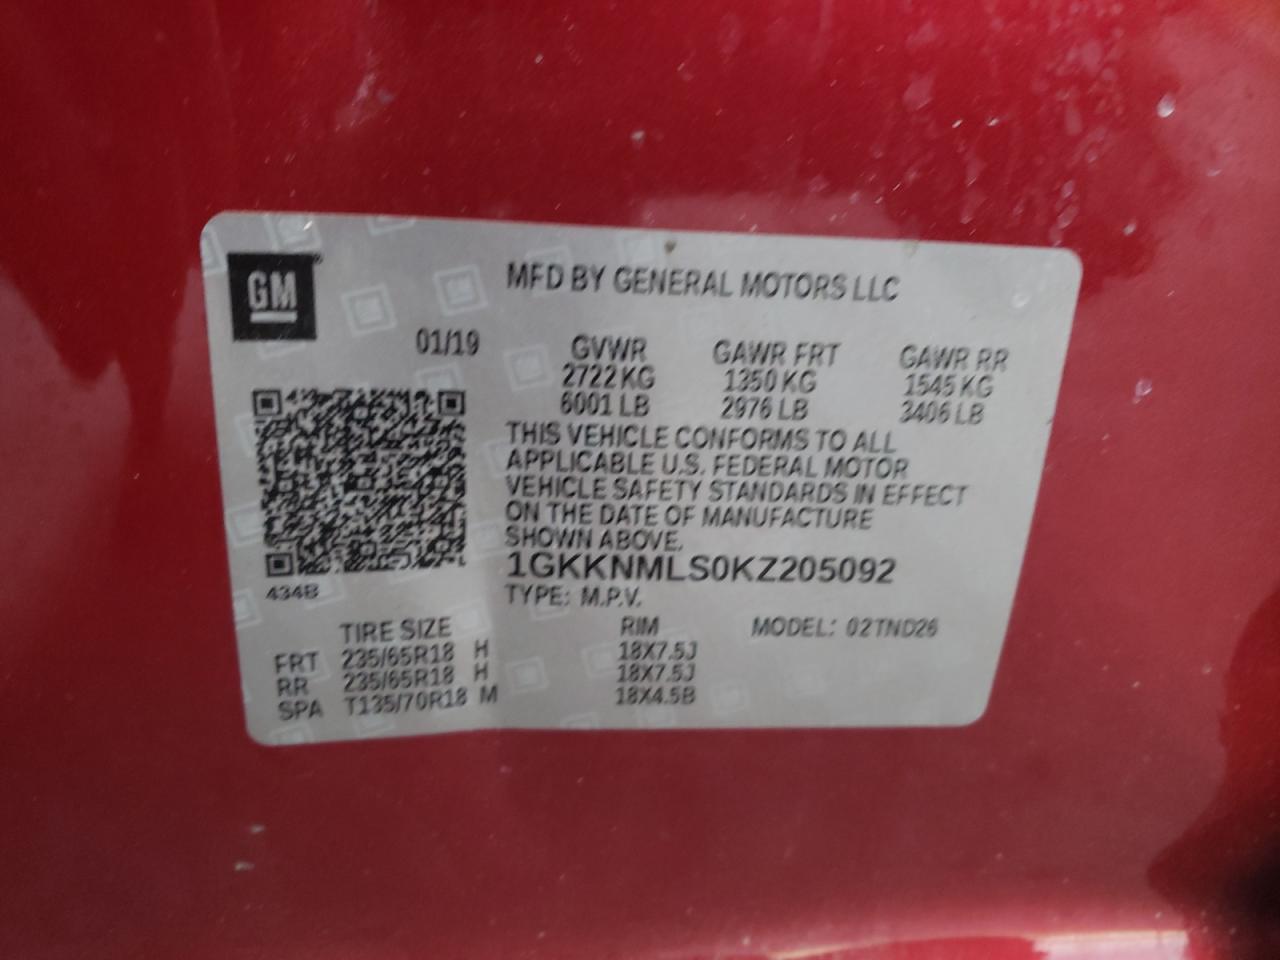 GM
MFD BY GENERAL MOTORS LLC
01/19
GVWR GAWR FRT GAWR RR
2722 KG 1350 KG 1545 KG
6001 LB 2976 LB 3406 LB
THIS VEHICLE CONFORMS TO ALL
APPLICABLE U.S. FEDERAL MOTOR
VEHICLE SAFETY STANDARDS IN EFFECT
ON THE DATE OF MANUFACTURE
SHOWN ABOVE.
1GKKNMLS0KZ205092
434B
TYPE: M.P.V.
TIRE SIZE RIM MODEL: 02TND26
FRT 235/65R18 H 18X7.5J
RR 235/65R18 H 18X7.5J
SPA T135/70R18 M 18X4.5B